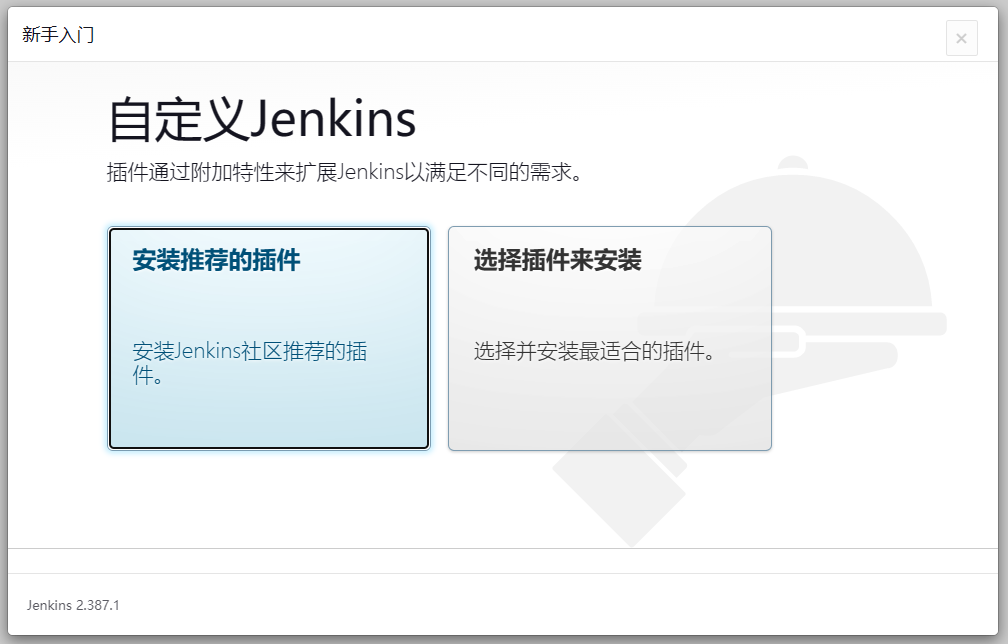 新手入门
×
自定义Jenkins
插件通过附加特性来扩展Jenkins以满足不同的需求。
安装推荐的插件
安装Jenkins社区推荐的插
件。
选择插件来安装
选择并安装最适合的插件。
Jenkins 2.387.1